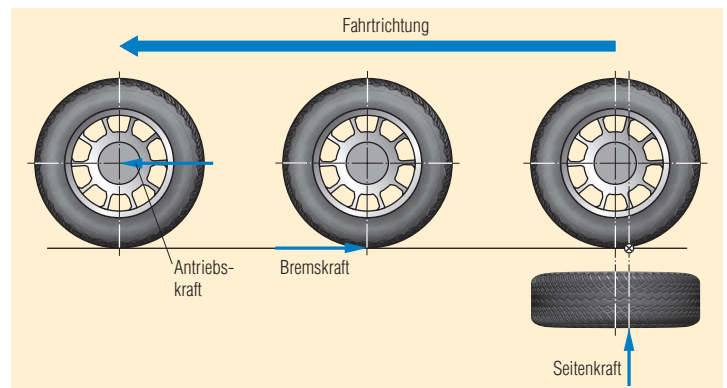 Fahrtrichtung
Antriebs-
kraft
Bremskraft
Seitenkraft